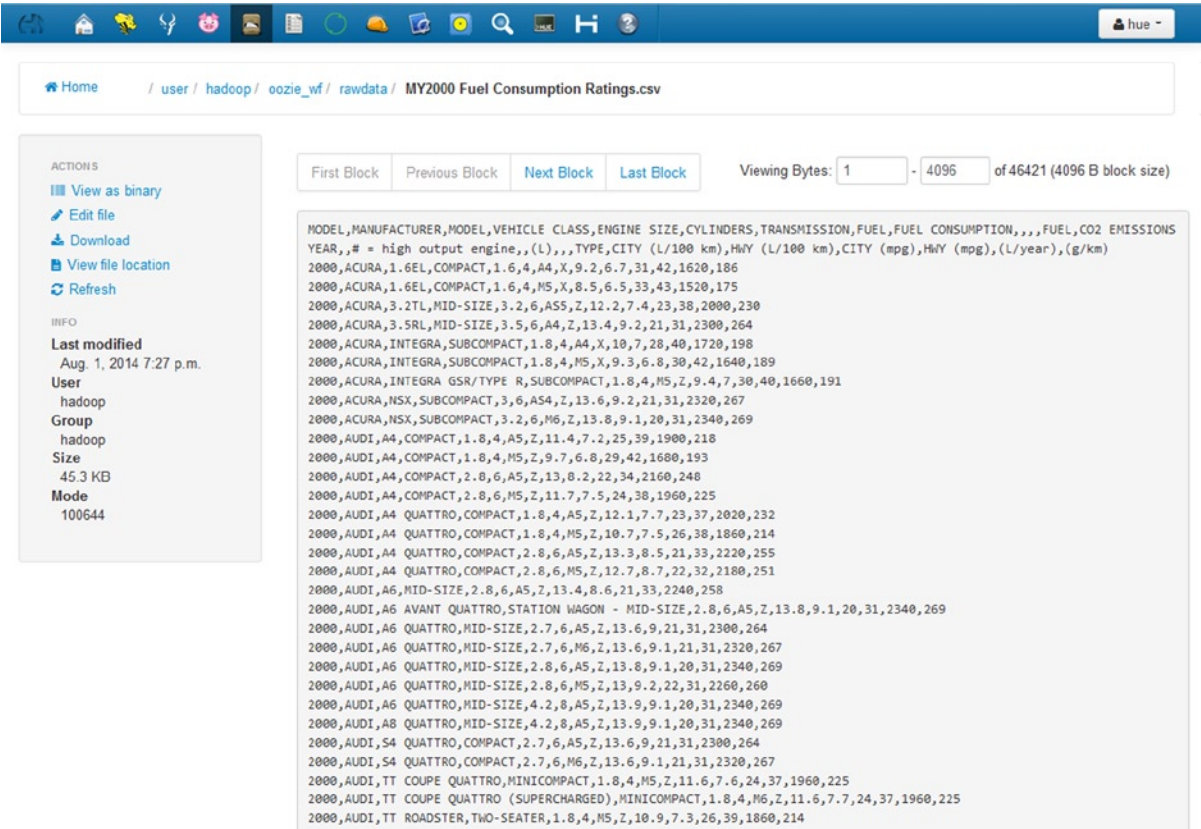 hue
Home / user / hadoop / oozie_wf / rawdata / MY2000 Fuel Consumption Ratings.csv
ACTIONS
View as binary
Edit file
Download
View file location
Refresh
INFO
Last modified
Aug. 1, 2014 7:27 p.m.
User
hadoop
Group
hadoop
Size
45.3 KB
Mode
100644
First Block Previous Block Next Block Last Block Viewing Bytes: 1 - 4096 of 46421 (4096 B block size)
MODEL,MANUFACTURER,MODEL,VEHICLE CLASS,ENGINE SIZE,CYLINDERS,TRANSMISSION,FUEL,FUEL CONSUMPTION,,,,FUEL,CO2 EMISSIONS
YEAR,,# = high output engine,,(L),,,TYPE,CITY (L/100 km),HWY (L/100 km),CITY (mpg),HWY (mpg),(L/year),(g/km)
2000,ACURA,1.6EL,COMPACT,1.6,4,A4,X,9.2,6.7,31,42,1620,186
2000,ACURA,1.6EL,COMPACT,1.6,4,M5,X,8.5,6.5,33,43,1520,175
2000,ACURA,3.2TL,MID-SIZE,3.2,6,AS5,Z,12.2,7.4,23,38,2000,230
2000,ACURA,3.5RL,MID-SIZE,3.5,6,A4,Z,13.4,9.2,21,31,2300,264
2000,ACURA,INTEGRA,SUBCOMPACT,1.8,4,A4,X,10,7,28,40,1720,198
2000,ACURA,INTEGRA,SUBCOMPACT,1.8,4,M5,X,9.3,6.8,30,42,1640,189
2000,ACURA,INTEGRA GSR/TYPE R,SUBCOMPACT,1.8,4,M5,Z,9.4,7,30,40,1660,191
2000,ACURA,NSX,SUBCOMPACT,3,6,AS4,Z,13.6,9.2,21,31,2320,267
2000,ACURA,NSX,SUBCOMPACT,3.2,6,M6,Z,13.8,9.1,20,31,2340,269
2000,AUDI,A4,COMPACT,1.8,4,A5,Z,11.4,7.2,25,39,1900,218
2000,AUDI,A4,COMPACT,1.8,4,M5,Z,9.7,6.8,29,42,1680,193
2000,AUDI,A4,COMPACT,2.8,6,A5,Z,13,8.2,22,34,2160,248
2000,AUDI,A4,COMPACT,2.8,6,M5,Z,11.7,7.5,24,38,1960,225
2000,AUDI,A4 QUATTRO,COMPACT,1.8,4,A5,Z,12.1,7.7,23,37,2020,232
2000,AUDI,A4 QUATTRO,COMPACT,1.8,4,M5,Z,10.7,7.5,26,38,1860,214
2000,AUDI,A4 QUATTRO,COMPACT,2.8,6,A5,Z,13.3,8.5,21,33,2220,255
2000,AUDI,A4 QUATTRO,COMPACT,2.8,6,M5,Z,12.7,8.7,22,32,2180,251
2000,AUDI,A6,MID-SIZE,2.8,6,A5,Z,13.4,8.6,21,33,2240,258
2000,AUDI,A6 AVANT QUATTRO,STATION WAGON - MID-SIZE,2.8,6,A5,Z,13.8,9.1,20,31,2340,269
2000,AUDI,A6 QUATTRO,MID-SIZE,2.7,6,A5,Z,13.6,9,21,31,2300,264
2000,AUDI,A6 QUATTRO,MID-SIZE,2.7,6,M6,Z,13.6,9.1,21,31,2320,267
2000,AUDI,A6 QUATTRO,MID-SIZE,2.8,6,A5,Z,13.8,9.1,20,31,2340,269
2000,AUDI,A6 QUATTRO,MID-SIZE,2.8,6,M5,Z,13,9.2,22,31,2260,260
2000,AUDI,A6 QUATTRO,MID-SIZE,4.2,8,A5,Z,13.9,9.1,20,31,2340,269
2000,AUDI,A8 QUATTRO,MID-SIZE,4.2,8,A5,Z,13.9,9.1,20,31,2340,269
2000,AUDI,S4 QUATTRO,COMPACT,2.7,6,A5,Z,13.6,9,21,31,2300,264
2000,AUDI,S4 QUATTRO,COMPACT,2.7,6,M6,Z,13.6,9.1,21,31,2320,267
2000,AUDI,TT COUPE QUATTRO,MINICOMPACT,1.8,4,M5,Z,11.6,7.6,24,37,1960,225
2000,AUDI,TT COUPE QUATTRO (SUPERCHARGED),MINICOMPACT,1.8,4,M6,Z,11.6,7.7,24,37,1960,225
2000,AUDI,TT ROADSTER,TWO-SEATER,1.8,4,M5,Z,10.9,7.3,26,39,1860,214